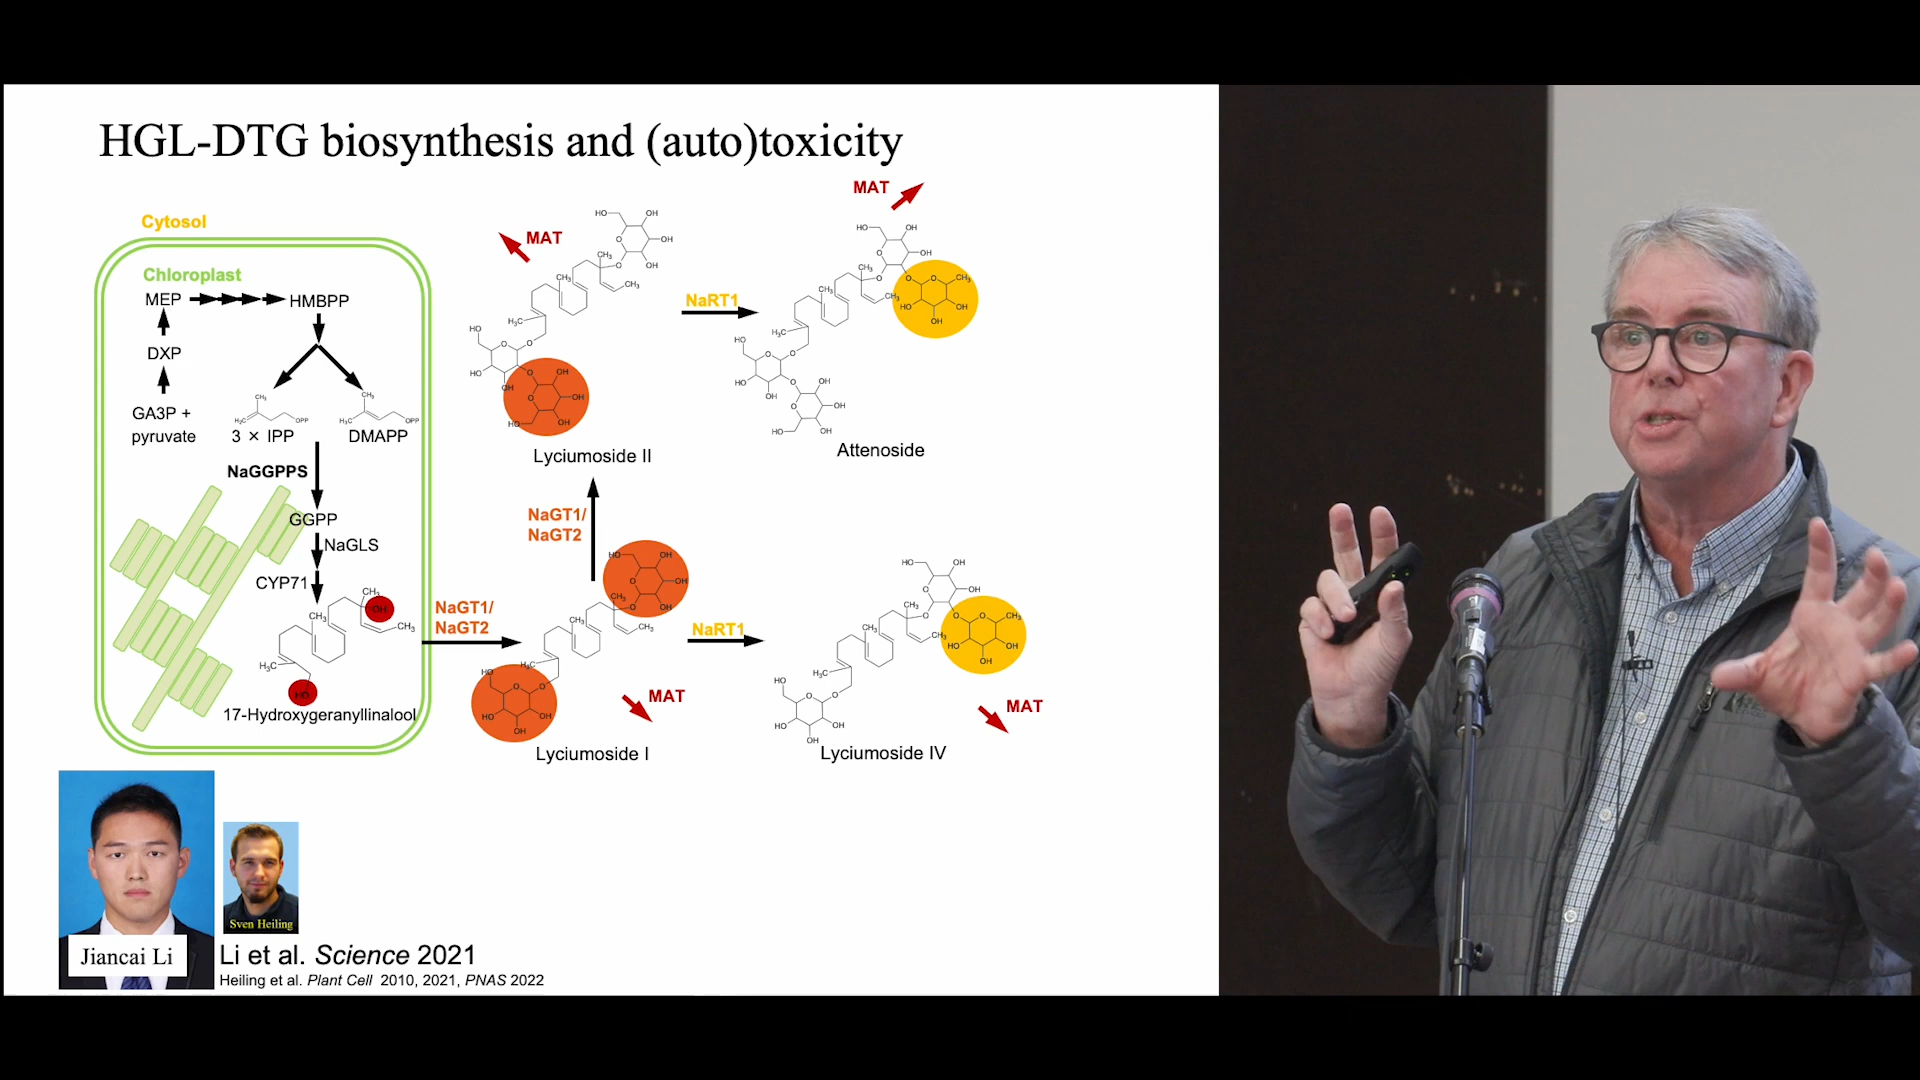 HGL-DTG biosynthesis and (auto)toxicity
Cytosol
Chloroplast
MEP
HMBPP
DXP
GA3P +
pyruvate
3 × IPP
DMAPP
NaGGPPS
GGPP
NaGLS
CYP71
17-Hydroxygeranyllinalool
NaGT1/
NaGT2
Lyciumoside I
MAT
NaGT1/
NaGT2
Lyciumoside II
MAT
NaRT1
Attenoside
MAT
NaRT1
Lyciumoside IV
MAT
Sven Heiling
Jiancai Li
Li et al. Science 2021
Heiling et al. Plant Cell 2010, 2021, PNAS 2022